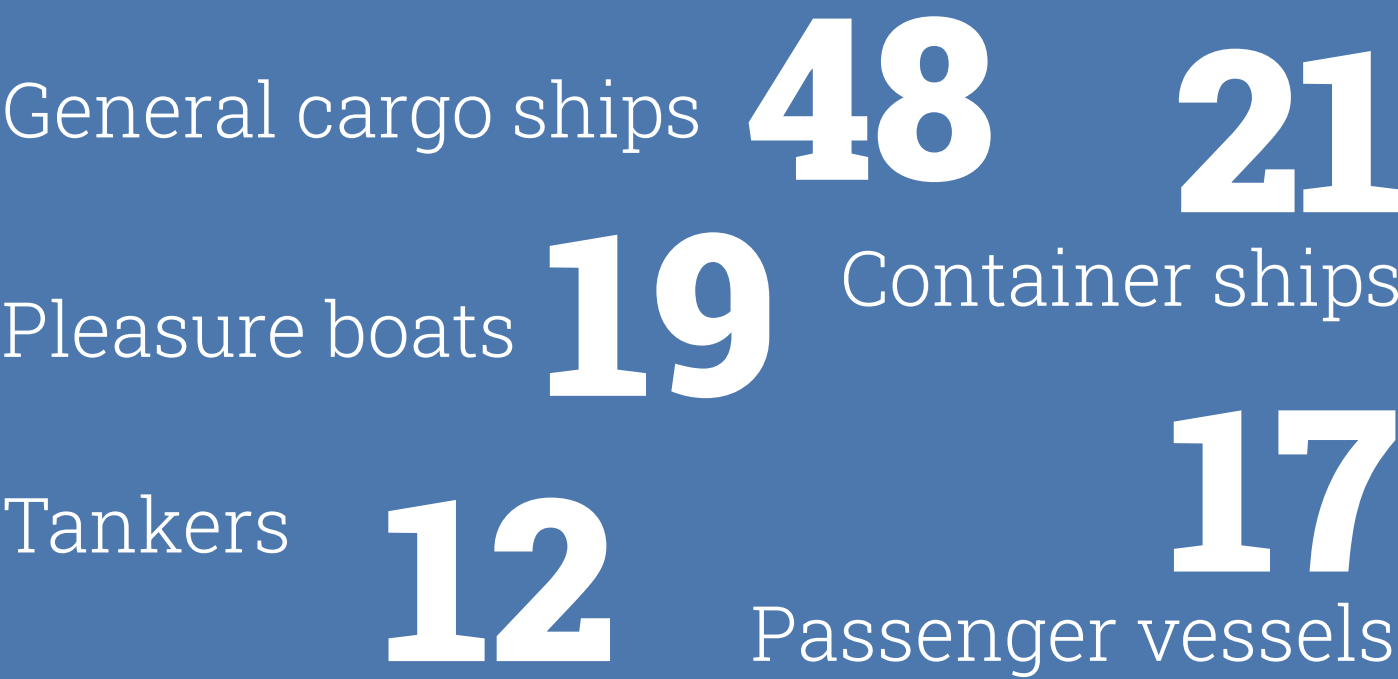 General cargo ships 48
21
Container ships
Pleasure boats 19
17
Passenger vessels
Tankers 12